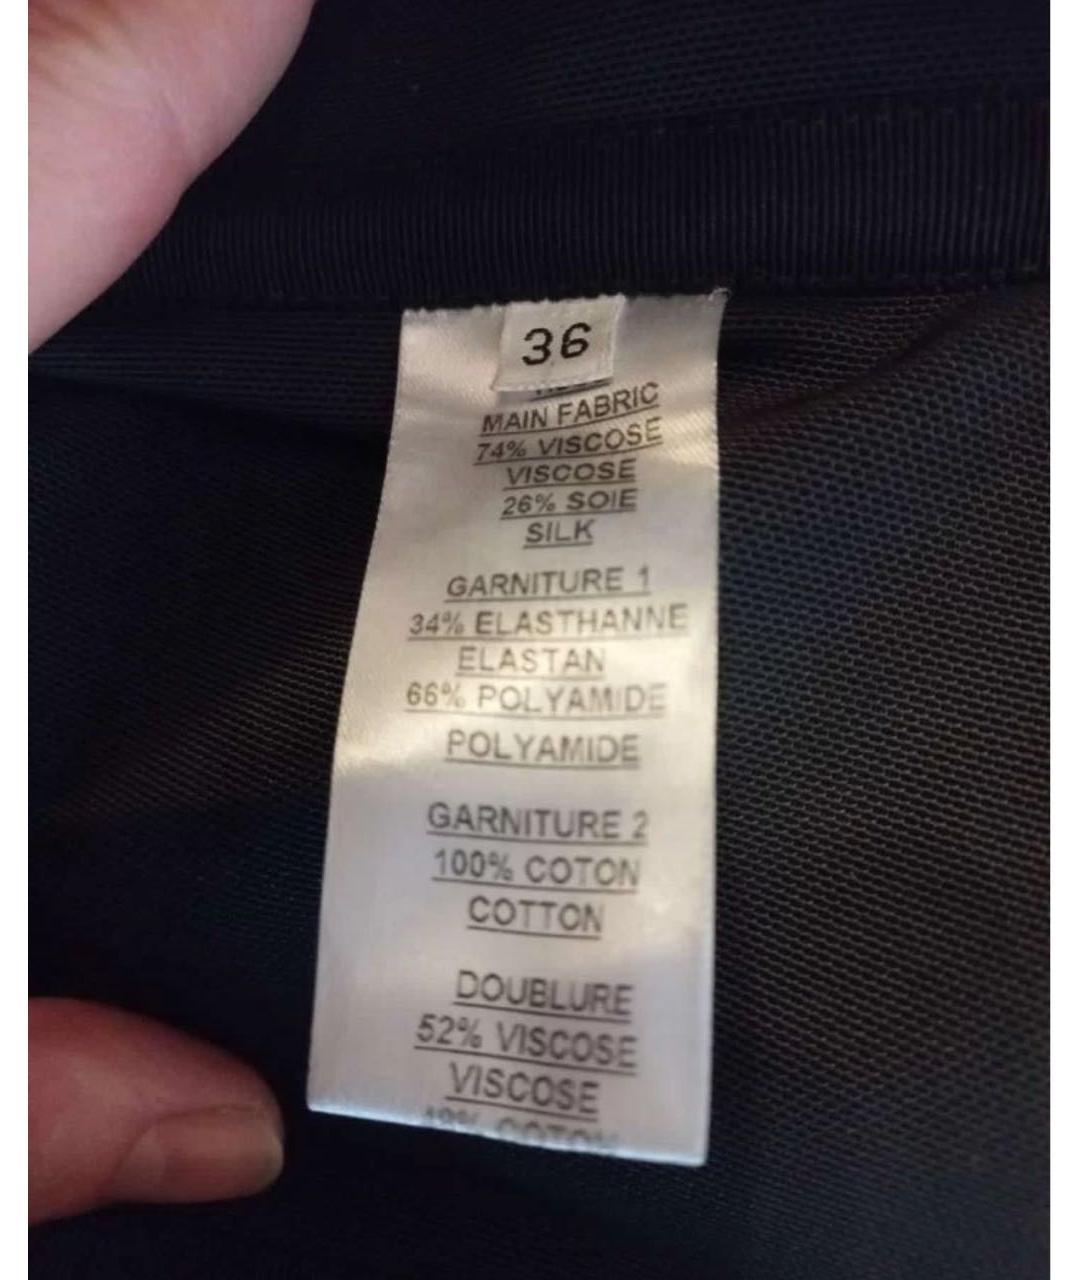 36
MAIN FABRIC
74% VISCOSE
VISCOSE
26% SOIE
SILK
GARNITURE 1
34% ELASTHANNE
ELASTAN
66% POLYAMIDE
POLYAMIDE
GARNITURE 2
100% COTON
COTTON
DOUBLURE
52% VISCOSE
VISCOSE
COTON